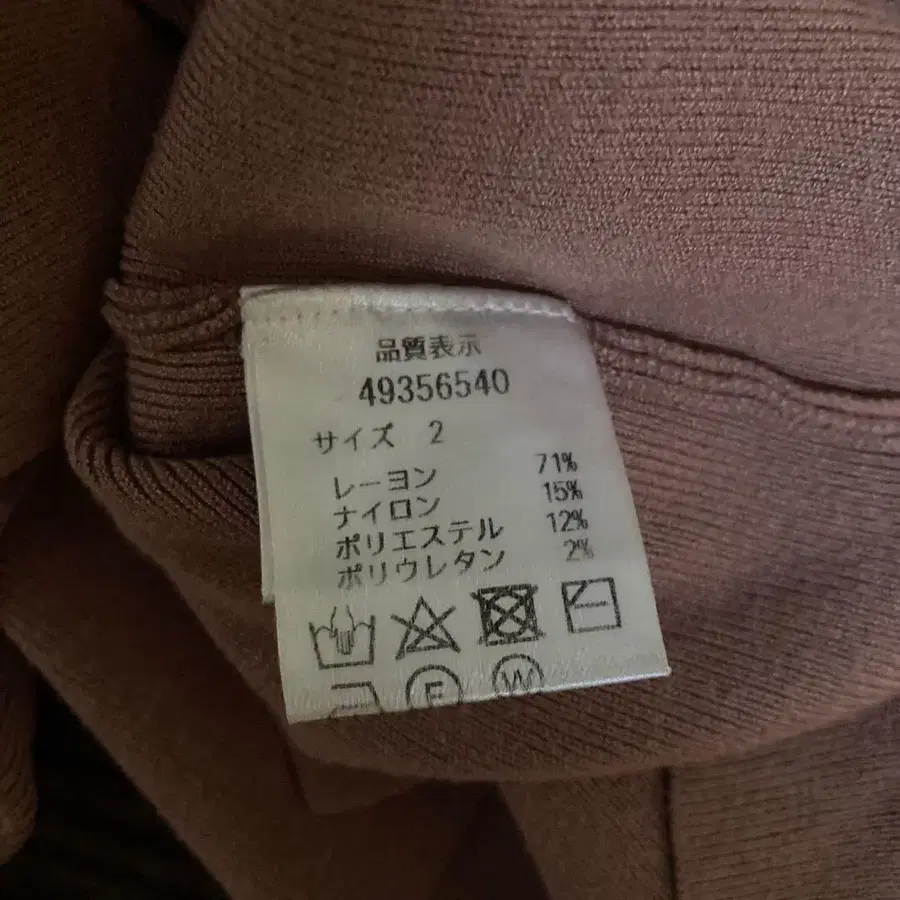 品質表示
49356540
サイズ 2
レーヨン 71%
ナイロン 15%
ポリエステル 12%
ポリウレタン 2%
F W